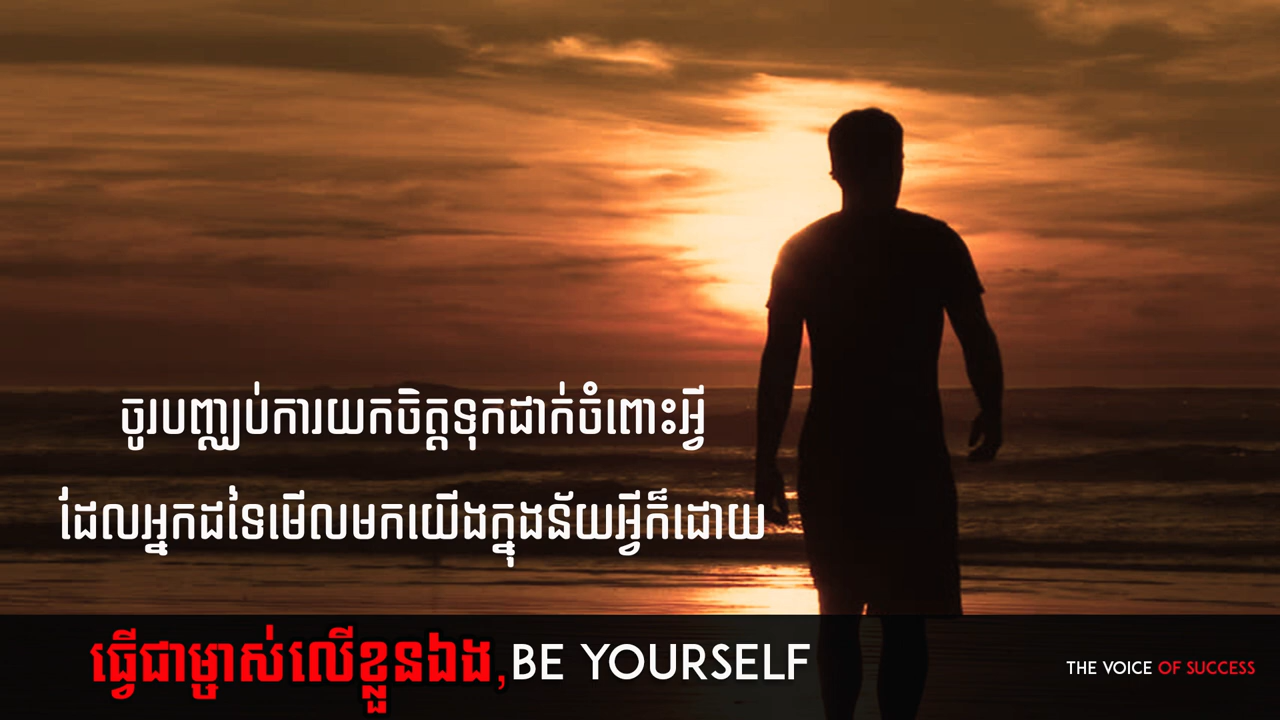 ចូរបញ្ឈប់ការយកចិត្តទុកដាក់ចំពោះអ្វី
ដែលអ្នកដទៃមើលមកយើងក្នុងន័យអ្វីក៏ដោយ
ធ្វើជាម្ចាស់លើខ្លួនឯង,BE YOURSELF
THE VOICE OF SUCCESS